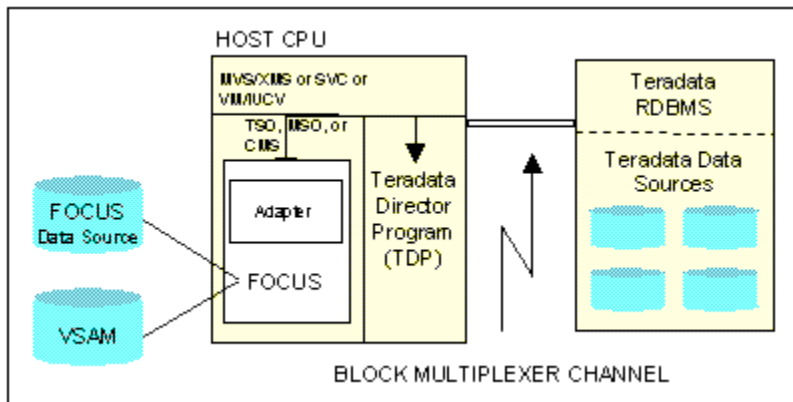 HOST CPU
MVS/XMS or SVC or
VM/IUCV
TSO, MSO, or
CMS
Adapter
FOCUS
Teradata
Director
Program
(TDP)
FOCUS
Data Source
VSAM
Teradata
RDBMS
Teradata Data
Sources
BLOCK MULTIPLEXER CHANNEL